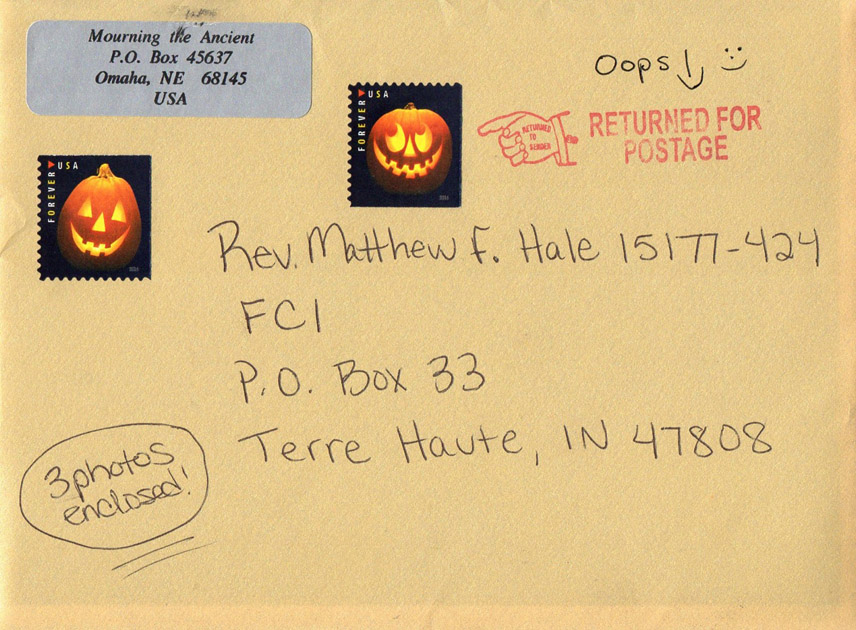 Mourning the Ancient
P.O. Box 45637
Omaha, NE 68145
USA
Oops! :)
FOREVER USA
FOREVER USA
RETURNED
TO
SENDER
RETURNED FOR
POSTAGE
Rev. Matthew F. Hale 15177-424
FCI
P.O. Box 33
Terre Haute, IN 47808
3 photos
enclosed!